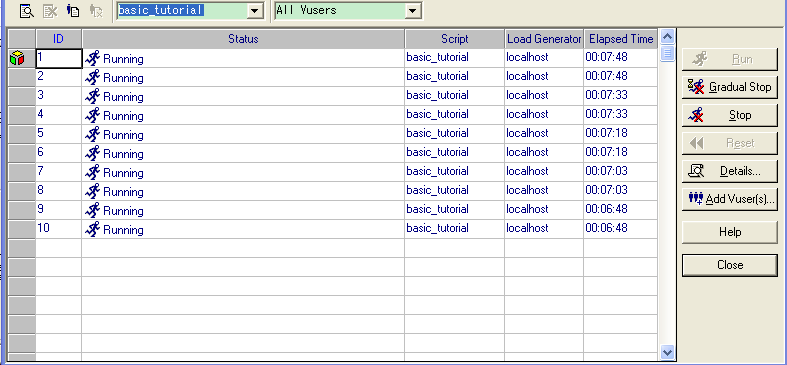 basic_tutorial All Vusers
ID Status Script Load Generator Elapsed Time
1 Running basic_tutorial localhost 00:07:48
2 Running basic_tutorial localhost 00:07:48
3 Running basic_tutorial localhost 00:07:33
4 Running basic_tutorial localhost 00:07:33
5 Running basic_tutorial localhost 00:07:18
6 Running basic_tutorial localhost 00:07:18
7 Running basic_tutorial localhost 00:07:03
8 Running basic_tutorial localhost 00:07:03
9 Running basic_tutorial localhost 00:06:48
10 Running basic_tutorial localhost 00:06:48
Run
Gradual Stop
Stop
Reset
Details...
Add Vuser(s)...
Help
Close